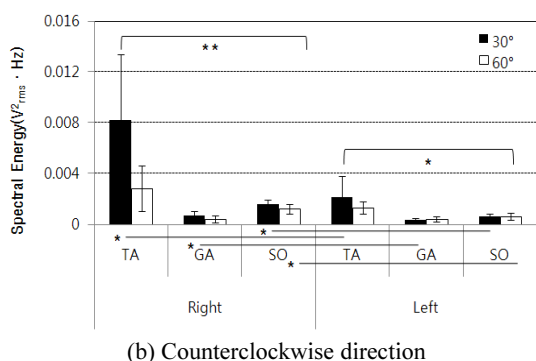 Spectral Energy(V²rms · Hz)
0.016
0.012
0.008
0.004
0
**
30°
60°
*
*
*
*
*
TA
GA
SO
TA
GA
SO
Right
Left
(b) Counterclockwise direction